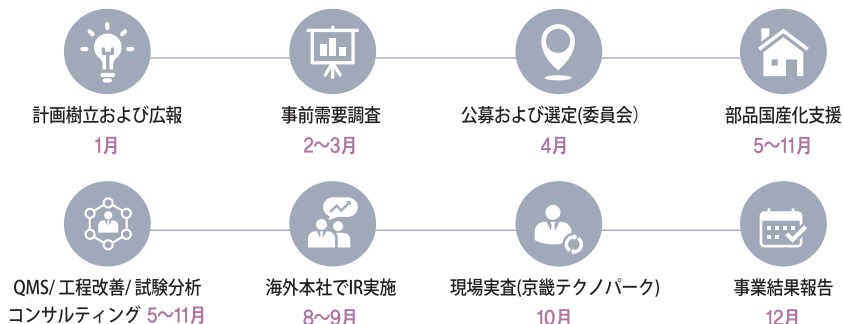 計画樹立および広報
1月
事前需要調査
2〜3月
公募および選定(委員会）
4月
部品国産化支援
5〜11月
QMS/ 工程改善/ 試験分析
コンサルティング 5〜11月
海外本社でIR実施
8〜9月
現場実査(京畿テクノパーク)
10月
事業結果報告
12月